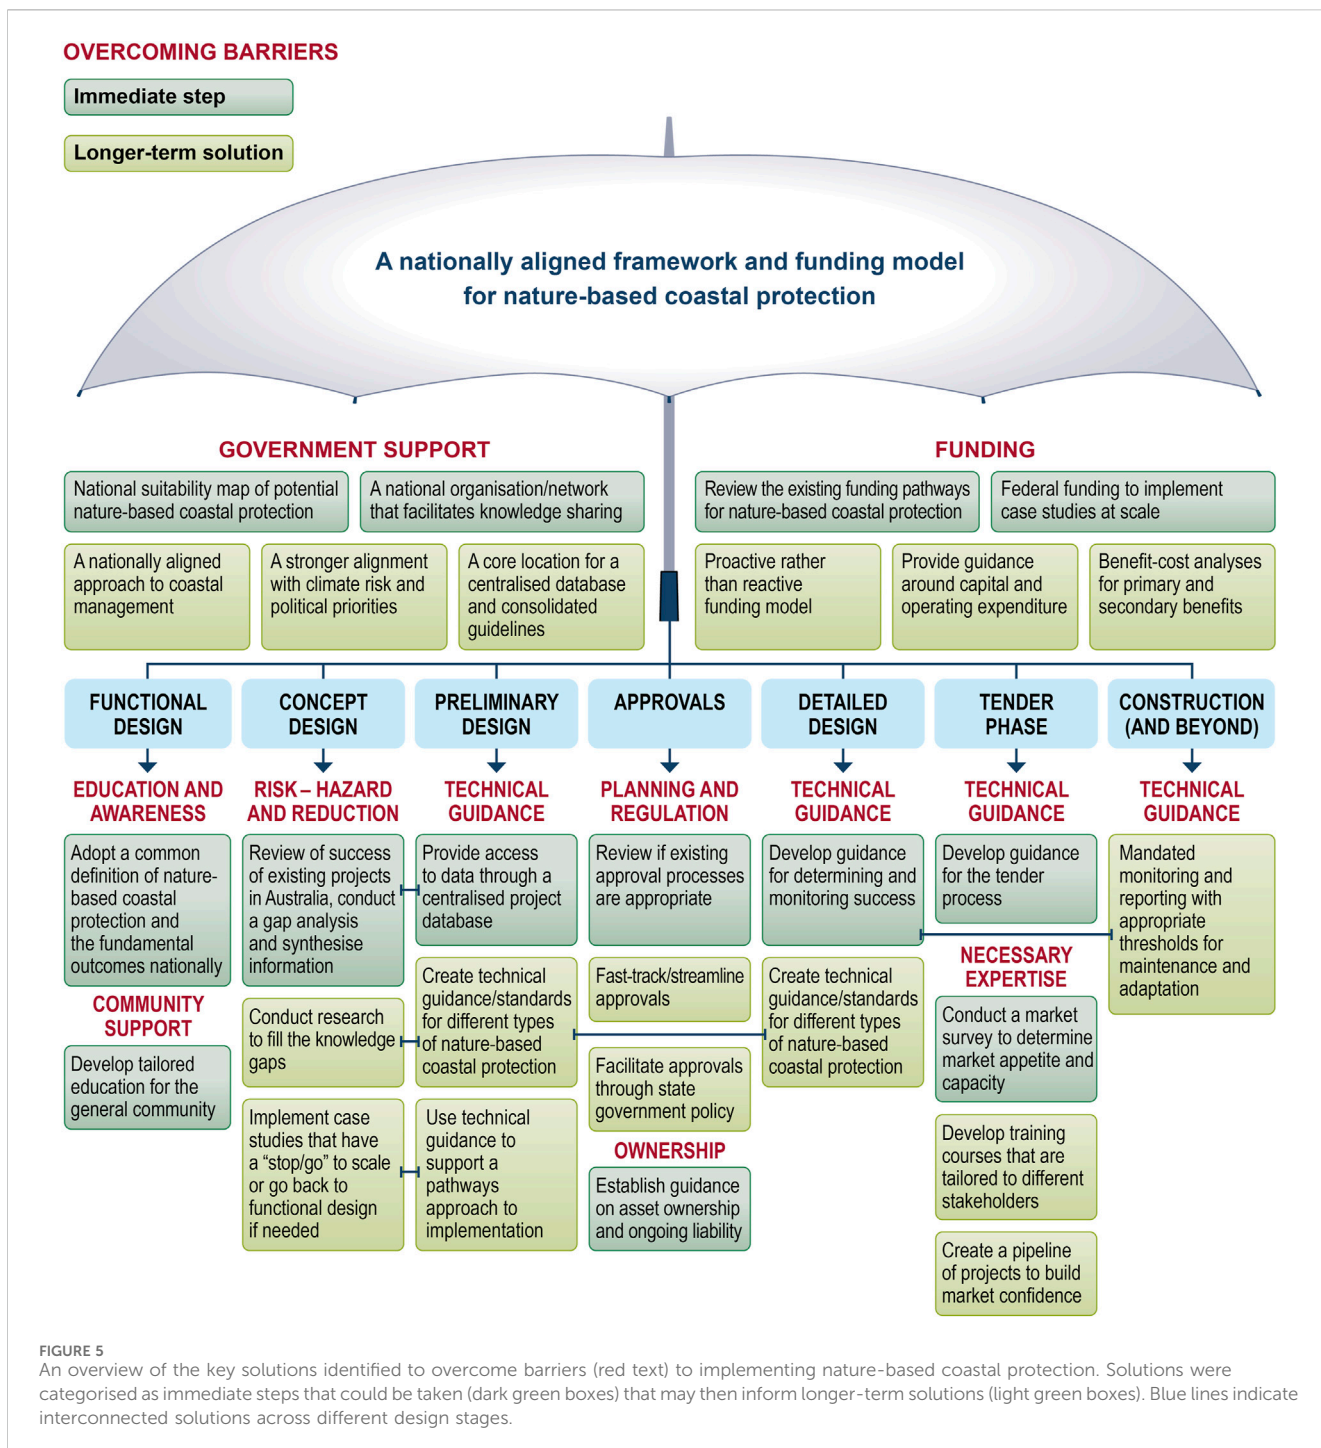 OVERCOMING BARRIERS
Immediate step
Longer-term solution
A nationally aligned framework and funding model
for nature-based coastal protection
GOVERNMENT SUPPORT
National suitability map of potential
nature-based coastal protection
A national organisation/network
that facilitates knowledge sharing
A nationally aligned
approach to coastal
management
A stronger alignment
with climate risk and
political priorities
A core location for a
centralised database
and consolidated
guidelines
FUNDING
Review the existing funding pathways
for nature-based coastal protection
Federal funding to implement
case studies at scale
Proactive rather
than reactive
funding model
Provide guidance
around capital and
operating expenditure
Benefit-cost analyses
for primary and
secondary benefits
FUNCTIONAL
DESIGN
EDUCATION AND
AWARENESS
Adopt a common
definition of nature-
based coastal
protection and
the fundamental
outcomes nationally
COMMUNITY
SUPPORT
Develop tailored
education for the
general community
CONCEPT
DESIGN
RISK – HAZARD
AND REDUCTION
Review of success
of existing projects
in Australia, conduct
a gap analysis
and synthesise
information
Conduct research
to fill the knowledge
gaps
Implement case
studies that have
a “stop/go” to scale
or go back to
functional design
if needed
PRELIMINARY
DESIGN
TECHNICAL
GUIDANCE
Provide access
to data through a
centralised project
database
Create technical
guidance/standards
for different types
of nature-based
coastal protection
Use technical
guidance to
support a
pathways
approach to
implementation
APPROVALS
PLANNING AND
REGULATION
Review if existing
approval processes
are appropriate
Fast-track/streamline
approvals
Facilitate approvals
through state
government policy
OWNERSHIP
Establish guidance
on asset ownership
and ongoing liability
DETAILED
DESIGN
TECHNICAL
GUIDANCE
Develop guidance
for determining and
monitoring success
Create technical
guidance/standards
for different types
of nature-based
coastal protection
TENDER
PHASE
TECHNICAL
GUIDANCE
Develop guidance
for the tender
process
NECESSARY
EXPERTISE
Conduct a market
survey to determine
market appetite and
capacity
Develop training
courses that are
tailored to different
stakeholders
Create a pipeline
of projects to build
market confidence
CONSTRUCTION
(AND BEYOND)
TECHNICAL
GUIDANCE
Mandated
monitoring and
reporting with
appropriate
thresholds for
maintenance and
adaptation
FIGURE 5
An overview of the key solutions identified to overcome barriers (red text) to implementing nature-based coastal protection. Solutions were
categorised as immediate steps that could be taken (dark green boxes) that may then inform longer-term solutions (light green boxes). Blue lines indicate
interconnected solutions across different design stages.